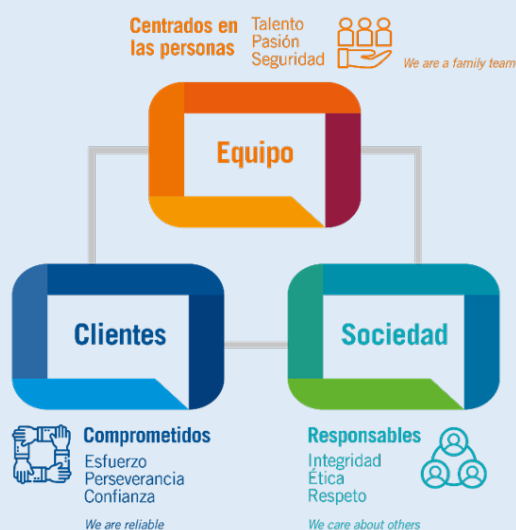 Centrados en
las personas
Talento
Pasión
Seguridad
We are a family team
Equipo
Clientes
Sociedad
Comprometidos
Esfuerzo
Perseverancia
Confianza
We are reliable
Responsables
Integridad
Ética
Respeto
We care about others